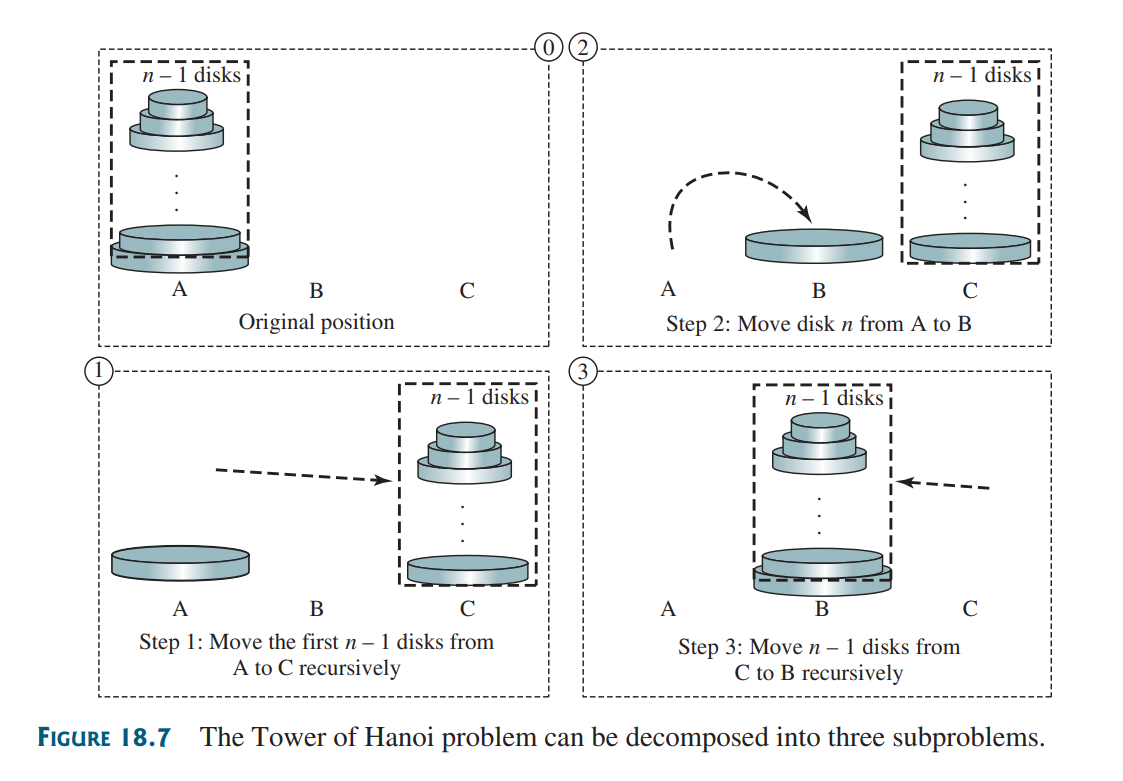 0
n – 1 disks
A B C
Original position
1
n – 1 disks
A B C
Step 1: Move the first n – 1 disks from
A to C recursively
2
n – 1 disks
A B C
Step 2: Move disk n from A to B
3
n – 1 disks
A B C
Step 3: Move n – 1 disks from
C to B recursively
FIGURE 18.7 The Tower of Hanoi problem can be decomposed into three subproblems.